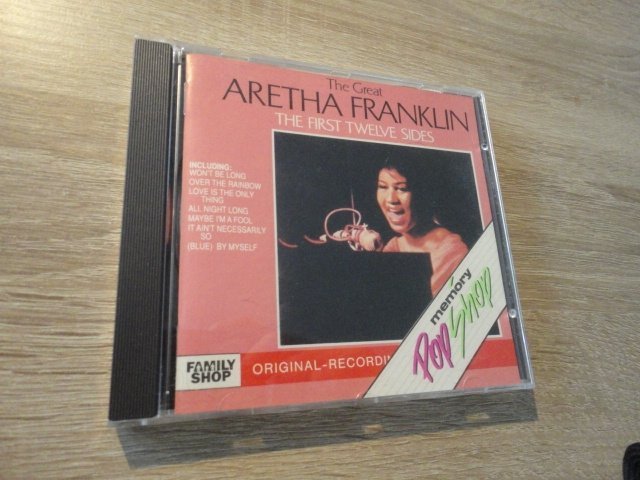 The Great
ARETHA FRANKLIN
THE FIRST TWELVE SIDES
INCLUDING:
WON'T BE LONG
OVER THE RAINBOW
LOVE IS THE ONLY
THING
ALL NIGHT LONG
MAYBE I'M A FOOL
IT AIN'T NECESSARILY
SO
(BLUE) BY MYSELF
memory
Pop Shop
FAMILY
SHOP
ORIGINAL-RECORDI